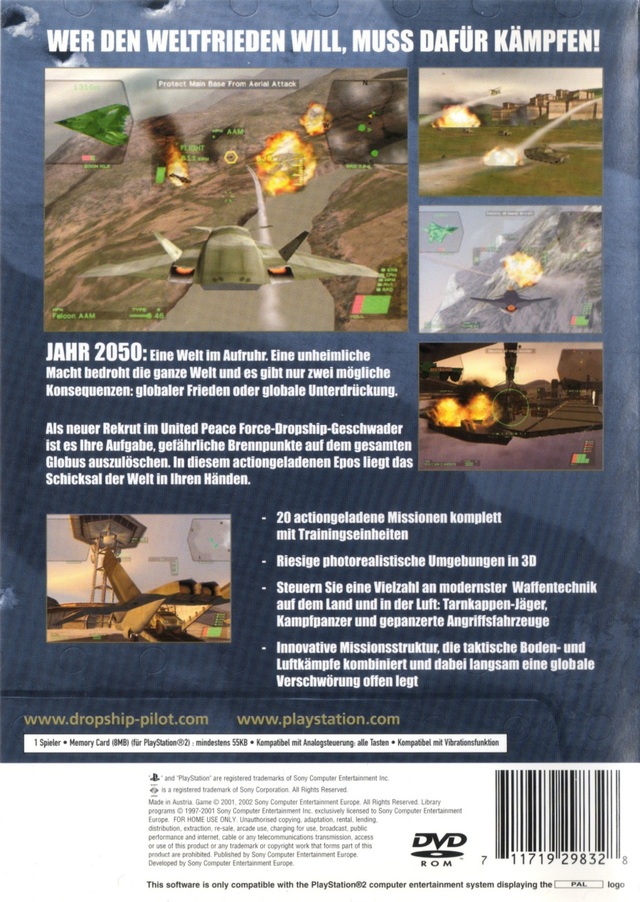 WER DEN WELTFRIEDEN WILL, MUSS DAFÜR KÄMPFEN!
Protect Main Base From Aerial Attack
N
AAM
FLIGHT
Falcon AAM
JAHR 2050: Eine Welt im Aufruhr. Eine unheimliche
Macht bedroht die ganze Welt und es gibt nur zwei mögliche
Konsequenzen: globaler Frieden oder globale Unterdrückung.
Als neuer Rekrut im United Peace Force-Dropship-Geschwader
ist es Ihre Aufgabe, gefährliche Brennpunkte auf dem gesamten
Globus auszulöschen. In diesem actiongeladenen Epos liegt das
Schicksal der Welt in Ihren Händen.
- 20 actiongeladene Missionen komplett
mit Trainingseinheiten
- Riesige photorealistische Umgebungen in 3D
- Steuern Sie eine Vielzahl an modernster Waffentechnik
auf dem Land und in der Luft: Tarnkappen-Jäger,
Kampfpanzer und gepanzerte Angriffsfahrzeuge
- Innovative Missionsstruktur, die taktische Boden- und
Luftkämpfe kombiniert und dabei langsam eine globale
Verschwörung offen legt
www.dropship-pilot.com www.playstation.com
1 Spieler • Memory Card (8MB) (für PlayStation®2) : mindestens 55KB • Kompatibel mit Analogsteuerung: alle Tasten • Kompatibel mit Vibrationsfunktion
" " and "PlayStation" are registered trademarks of Sony Computer Entertainment Inc.
is a registered trademark of Sony Corporation. All Rights Reserved.
Made in Austria. Game © 2001, 2002 Sony Computer Entertainment Europe. All Rights Reserved. Library
programs © 1997-2001 Sony Computer Entertainment Inc. exclusively licensed to Sony Computer Entertainment
Europe. FOR HOME USE ONLY. Unauthorised copying, adaptation, rental, lending,
distribution, extraction, re-sale, arcade use, charging for use, broadcast, public
performance and internet, cable or any telecommunications transmission, access
or use of this product or any trademark or copyright work that forms part of this
product are prohibited. Published by Sony Computer Entertainment Europe.
Developed by Sony Computer Entertainment Europe.
DVD
ROM
7 11719 29832 8
This software is only compatible with the PlayStation®2 computer entertainment system displaying the PAL logo